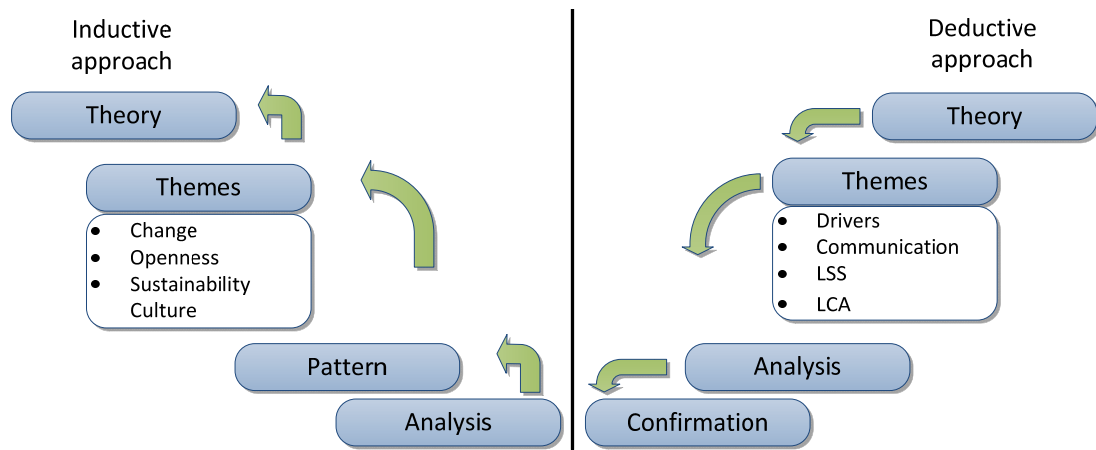 Inductive
approach
Theory
Themes
• Change
• Openness
• Sustainability
Culture
Pattern
Analysis
Deductive
approach
Theory
Themes
• Drivers
• Communication
• LSS
• LCA
Analysis
Confirmation